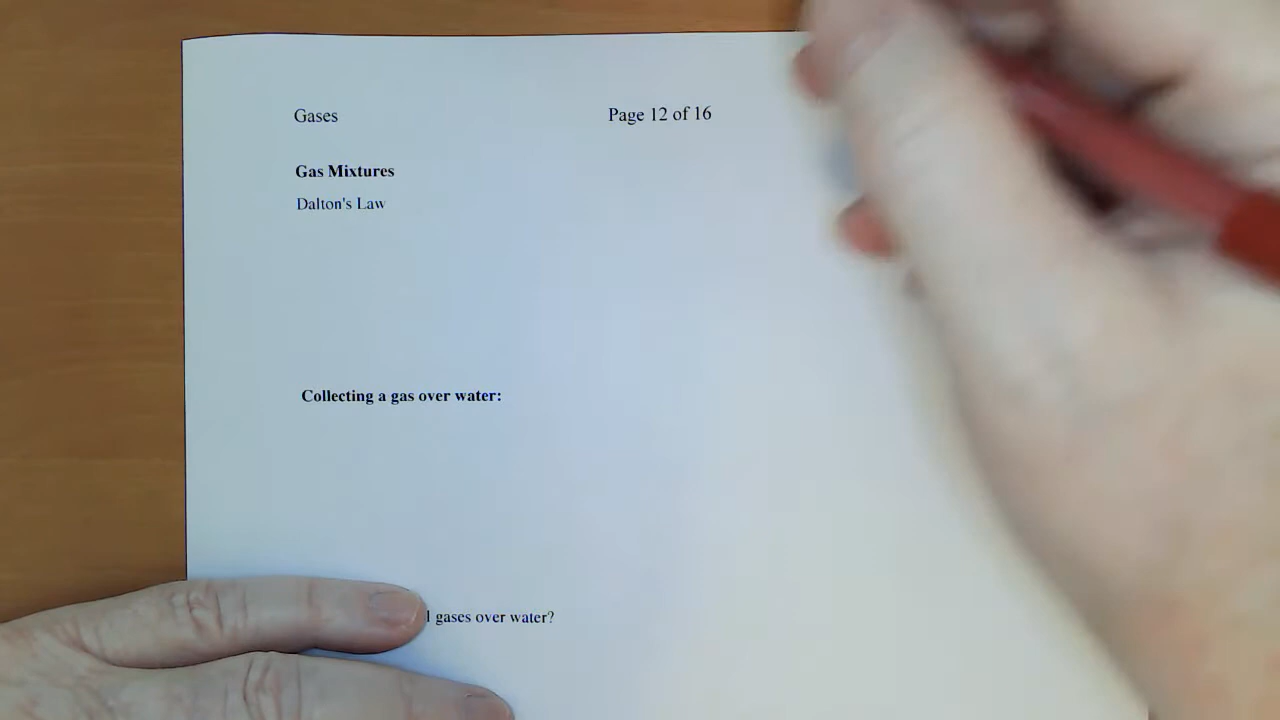 Gases Page 12 of 16
Gas Mixtures
Dalton's Law
Collecting a gas over water:
gases over water?